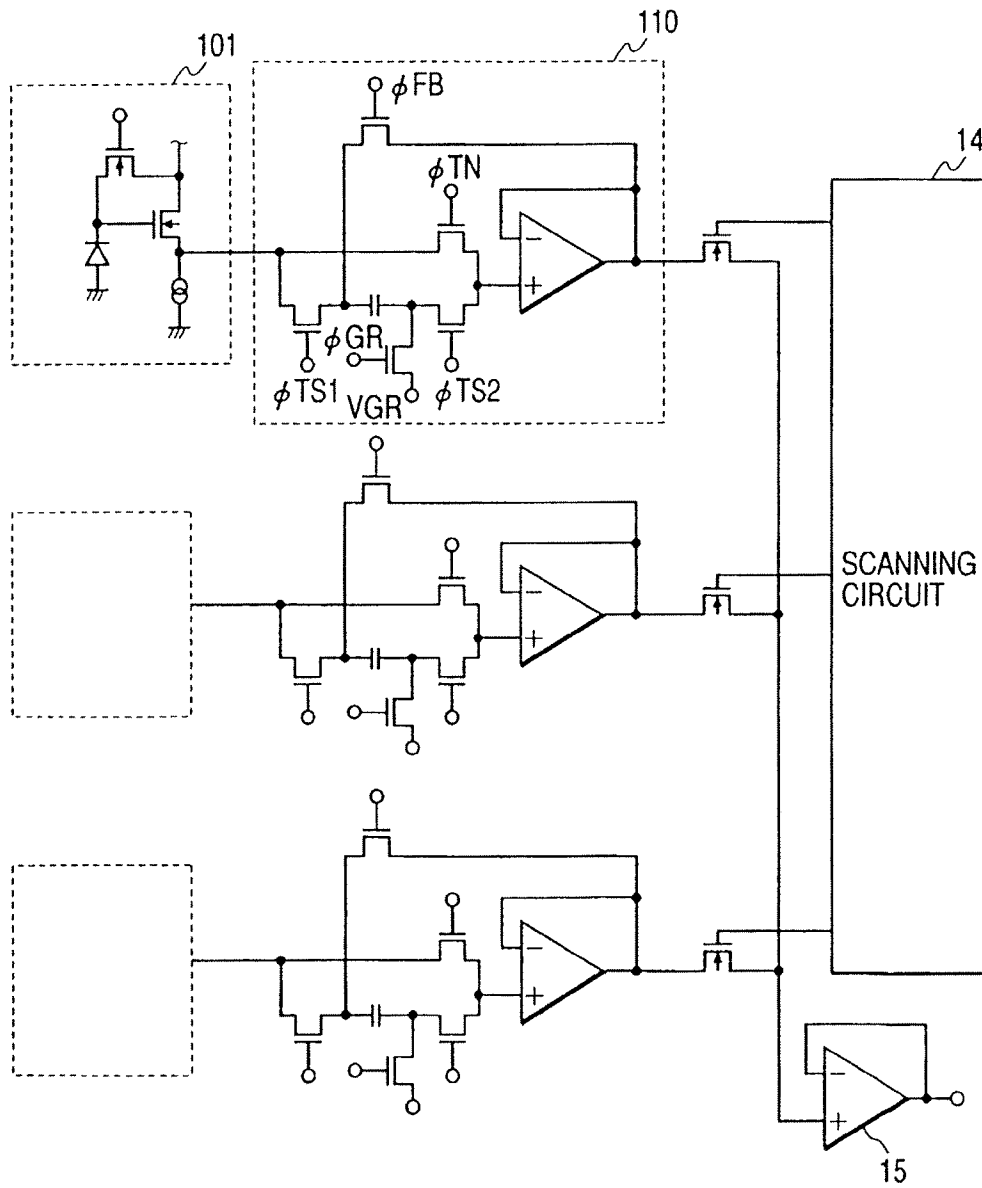 101
110
ϕFB
14
ϕTN
−
+
ϕGR
ϕTS1
ϕTS2
VGR
−
+
SCANNING
CIRCUIT
−
+
−
+
15